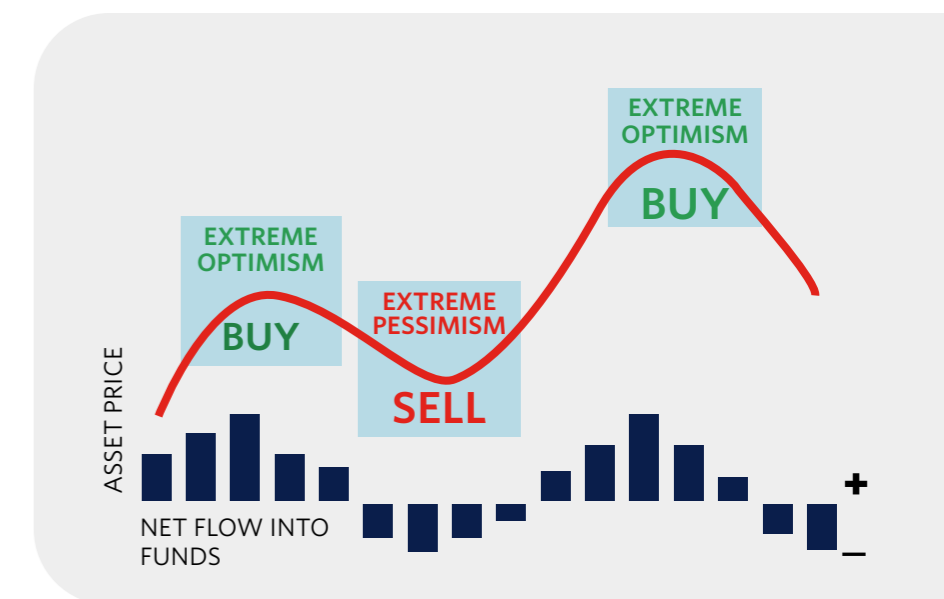 EXTREME
OPTIMISM
BUY
EXTREME
PESSIMISM
SELL
EXTREME
OPTIMISM
BUY
ASSET PRICE
NET FLOW INTO
FUNDS
+
–